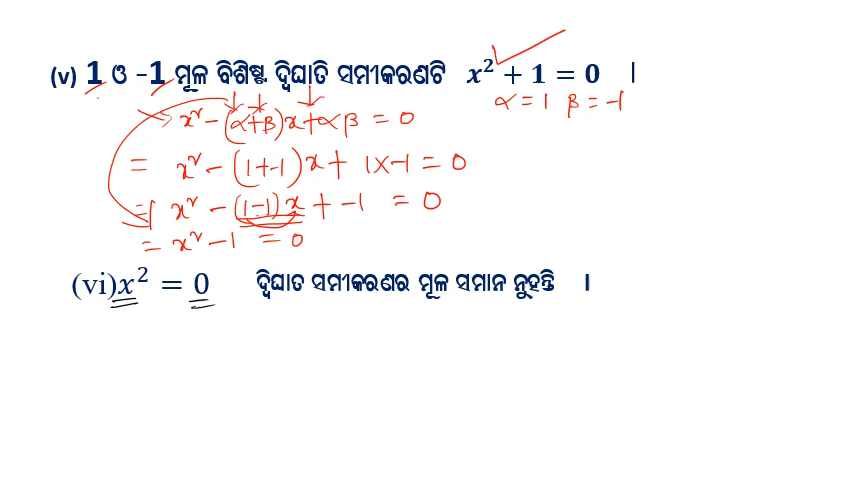 (v) 1 ଓ -1 ମୂଳ ବିଶିଷ୍ଟ ଦ୍ଵିଘାତି ସମୀକରଣଟି x² + 1 = 0 ।
α = 1 β = -1
x² - (α+β)x + αβ = 0
= x² - (1+-1)x + 1×-1 = 0
= x² - (1-1)x + -1 = 0
= x² - 1 = 0
(vi) x² = 0 ଦ୍ଵିଘାତ ସମୀକରଣର ମୂଳ ସମାନ ନୁହନ୍ତି ।